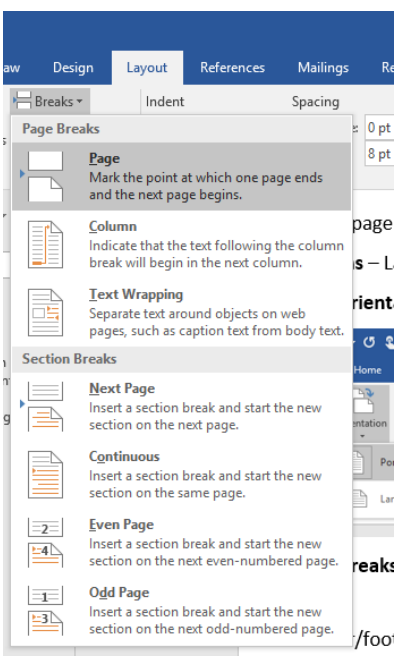 Design Layout References Mailings
Breaks Indent Spacing
Page Breaks
0 pt
8 pt
Page
Mark the point at which one page ends
and the next page begins.
Column
Indicate that the text following the column
break will begin in the next column.
page
Text Wrapping
Separate text around objects on web
pages, such as caption text from body text.
Section Breaks
Home
Next Page
Insert a section break and start the new
section on the next page.
Continuous
Insert a section break and start the new
section on the same page.
2
4
Even Page
Insert a section break and start the new
section on the next even-numbered page.
1
3
Odd Page
Insert a section break and start the new
section on the next odd-numbered page.